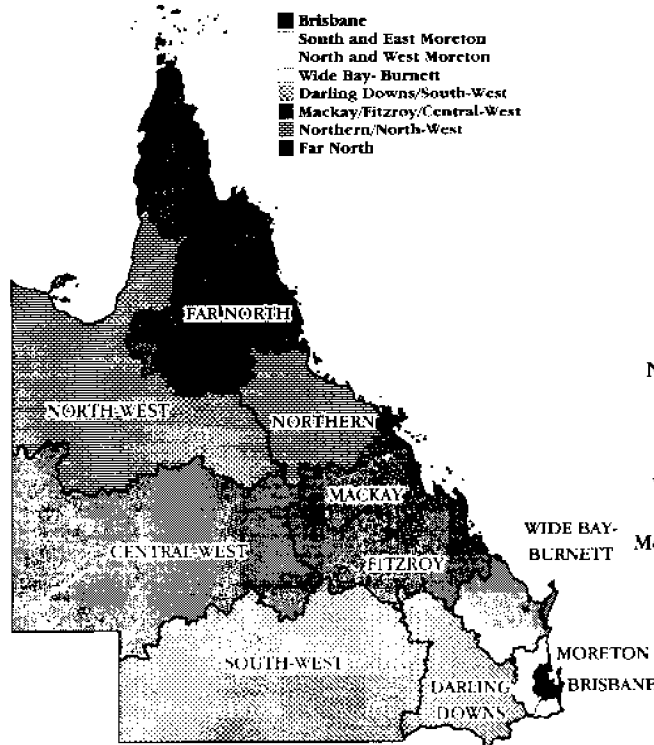 Brisbane
South and East Moreton
North and West Moreton
Wide Bay- Burnett
Darling Downs/South-West
Mackay/Fitzroy/Central-West
Northern/North-West
Far North
FAR NORTH
NORTH-WEST
NORTHERN
MACKAY
WIDE BAY-
BURNETT
CENTRAL-WEST
FITZROY
MORETON
SOUTH-WEST
DARLING
DOWNS
BRISBANE